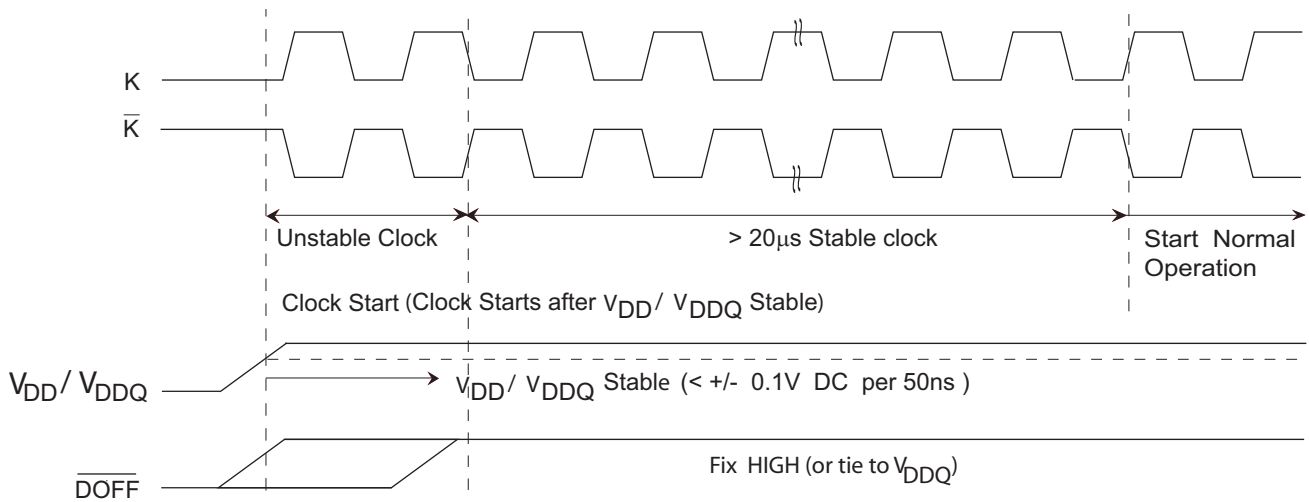 K
K̅
Unstable Clock
> 20μs Stable clock
Start Normal
Operation
Clock Start (Clock Starts after VDD / VDDQ Stable)
VDD / VDDQ
VDD / VDDQ Stable (< +/- 0.1V DC per 50ns )
DOFF
Fix HIGH (or tie to VDDQ)